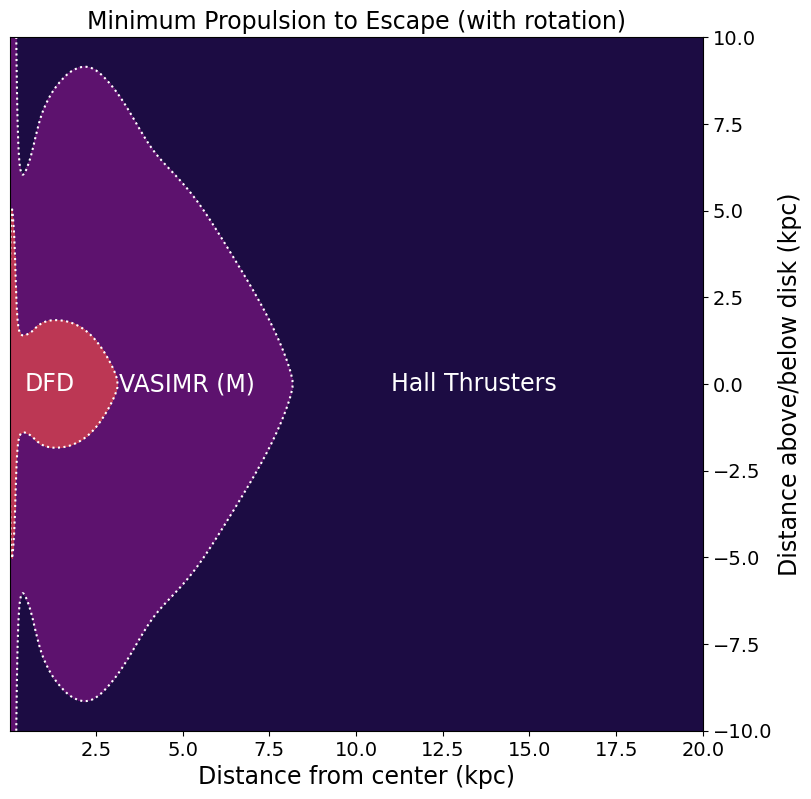 Minimum Propulsion to Escape (with rotation)
10.0
7.5
5.0
2.5
0.0
−2.5
−5.0
−7.5
−10.0
Distance above/below disk (kpc)
DFD
VASIMR (M)
Hall Thrusters
2.5 5.0 7.5 10.0 12.5 15.0 17.5 20.0
Distance from center (kpc)